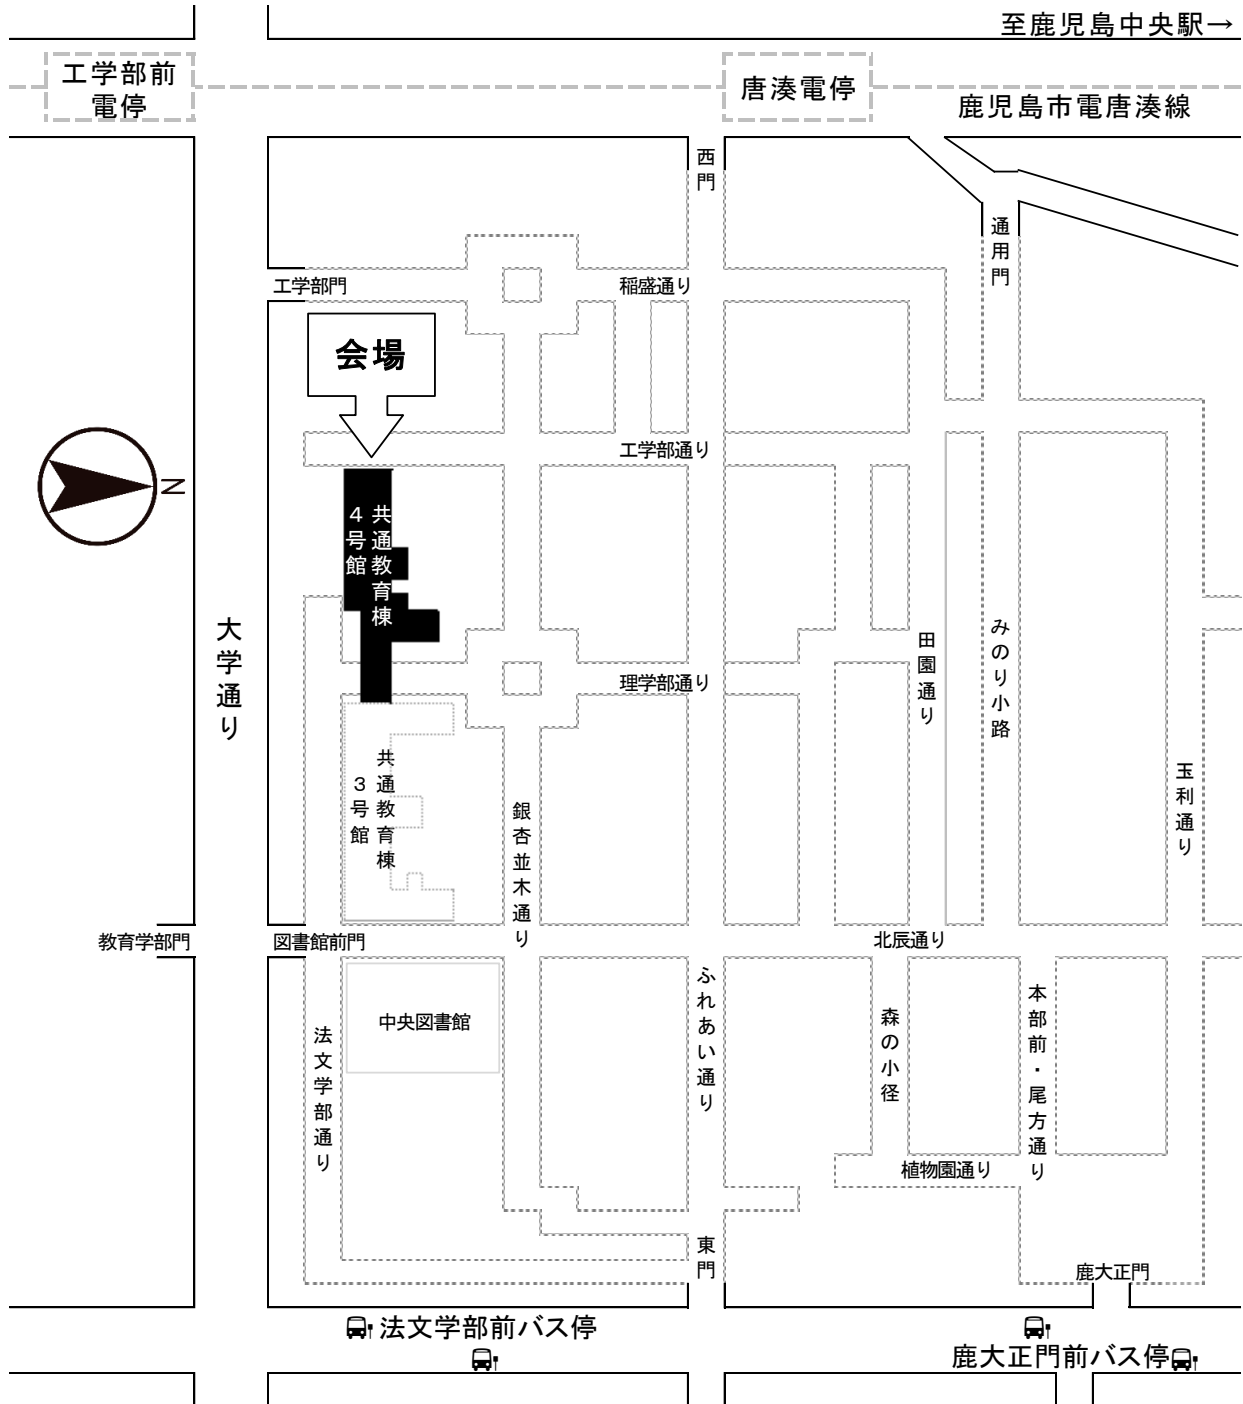 至鹿児島中央駅→
工学部前
電停
唐湊電停
鹿児島市電唐湊線
西門
通用門
工学部門
稲盛通り
会場
工学部通り
N
共通教育棟
４号館
大学通り
田園通り
みのり小路
理学部通り
共通教育棟
３号館
玉利通り
銀杏並木通り
教育学部門
図書館前門
北辰通り
中央図書館
ふれあい通り
森の小径
本部前・尾方通り
法文学部通り
植物園通り
東門
鹿大正門
法文学部前バス停
鹿大正門前バス停